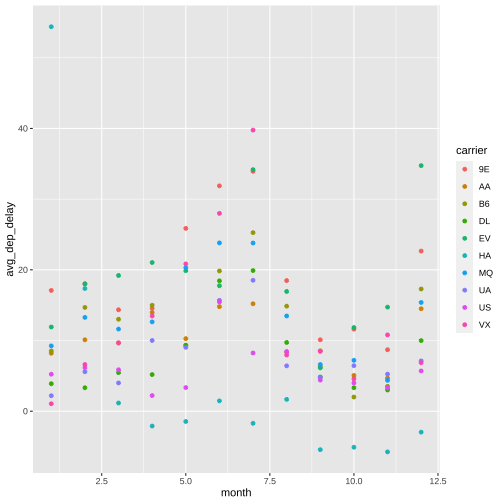 avg_dep_delay
40
20
0
2.5
5.0
7.5
10.0
12.5
month
carrier
9E
AA
B6
DL
EV
HA
MQ
UA
US
VX